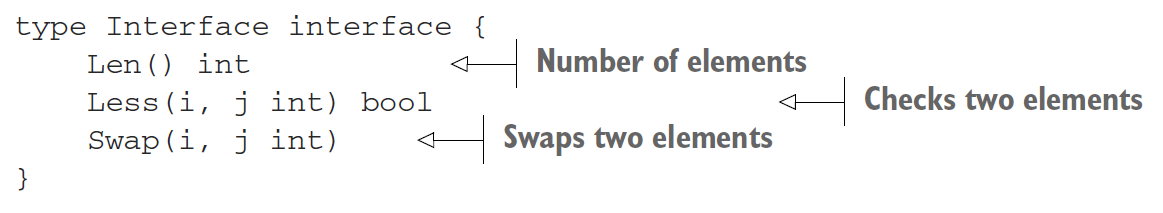 type Interface interface {
    Len() int    Number of elements
    Less(i, j int) bool    Checks two elements
    Swap(i, j int)    Swaps two elements
}